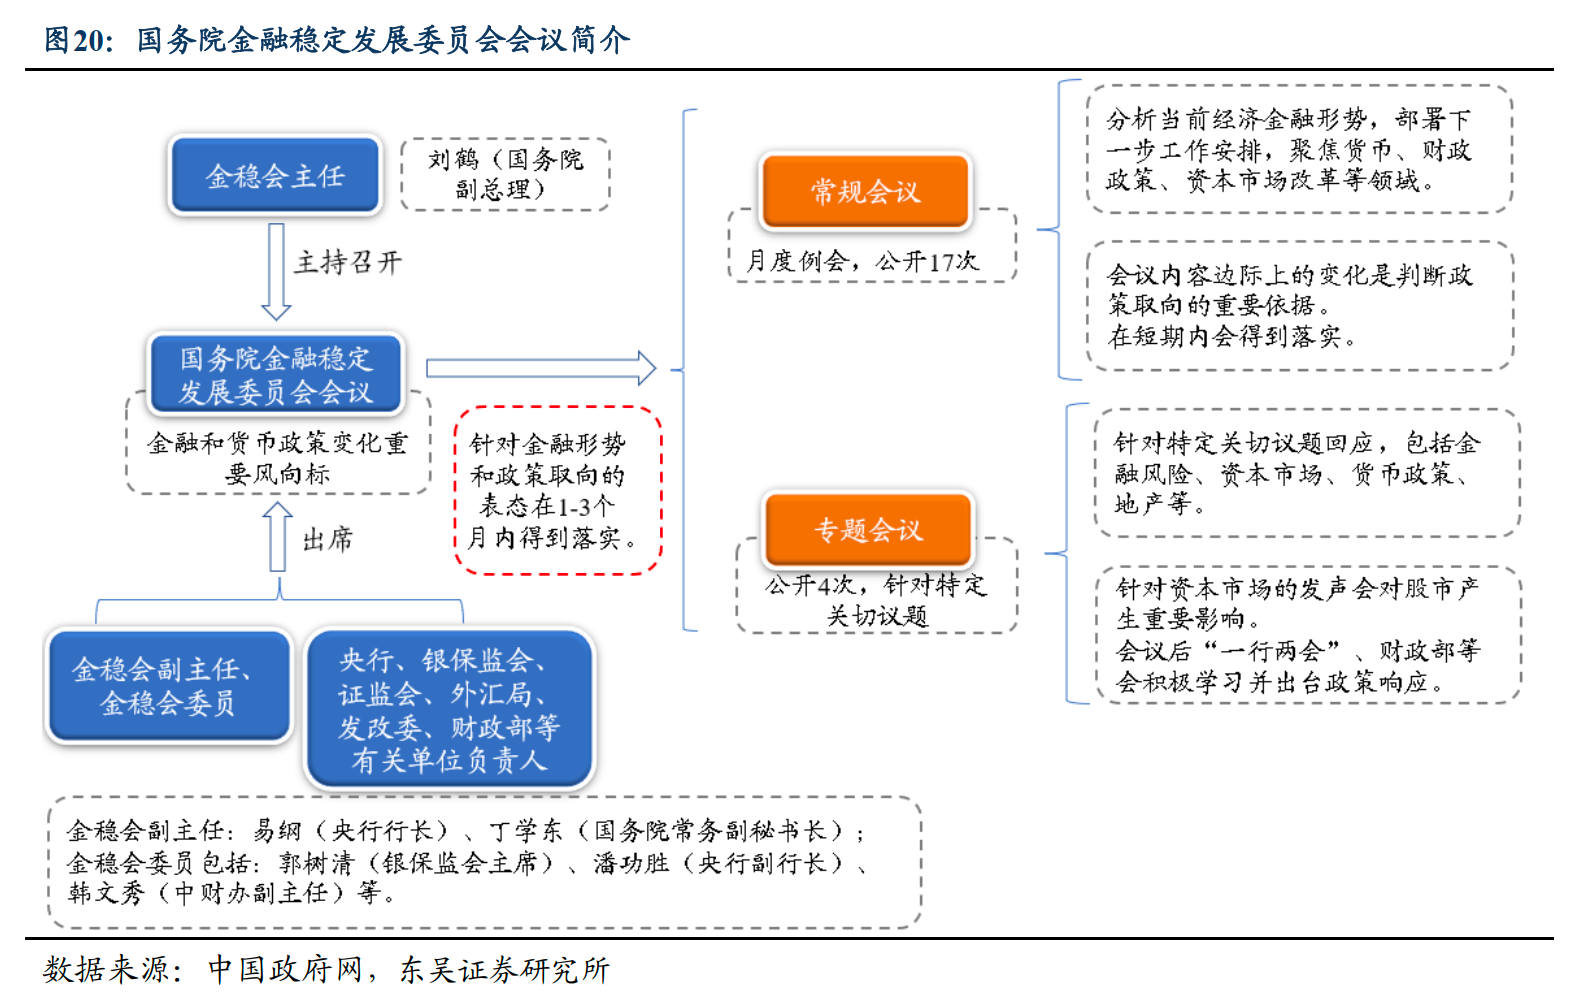 图20：国务院金融稳定发展委员会会议简介
金稳会主任
刘鹤（国务院
副总理）
主持召开
国务院金融稳定
发展委员会会议
金融和货币政策变化重
要风向标
针对金融形势
和政策取向的
表态在1-3个
月内得到落实。
出席
金稳会副主任、
金稳会委员
央行、银保监会、
证监会、外汇局、
发改委、财政部等
有关单位负责人
常规会议
月度例会，公开17次
分析当前经济金融形势，部署下
一步工作安排，聚焦货币、财政
政策、资本市场改革等领域。
会议内容边际上的变化是判断政
策取向的重要依据。
在短期内会得到落实。
专题会议
公开4次，针对特定
关切议题
针对特定关切议题回应，包括金
融风险、资本市场、货币政策、
地产等。
针对资本市场的发声会对股市产
生重要影响。
会议后“一行两会”、财政部等
会积极学习并出台政策响应。
金稳会副主任：易纲（央行行长）、丁学东（国务院常务副秘书长）；
金稳会委员包括：郭树清（银保监会主席）、潘功胜（央行副行长）、
韩文秀（中财办副主任）等。
数据来源：中国政府网，东吴证券研究所